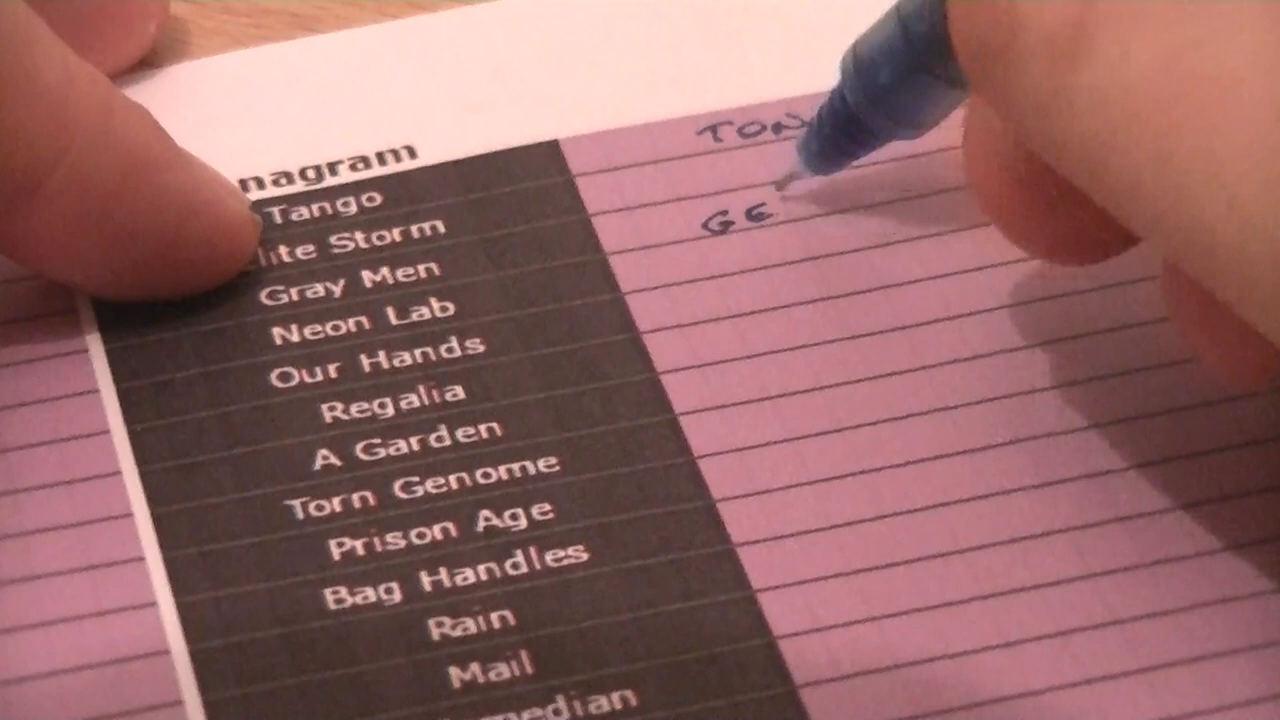 nagram
Tango TON
lite Storm
Gray Men GE
Neon Lab
Our Hands
Regalia
A Garden
Torn Genome
Prison Age
Bag Handles
Rain
Mail
median